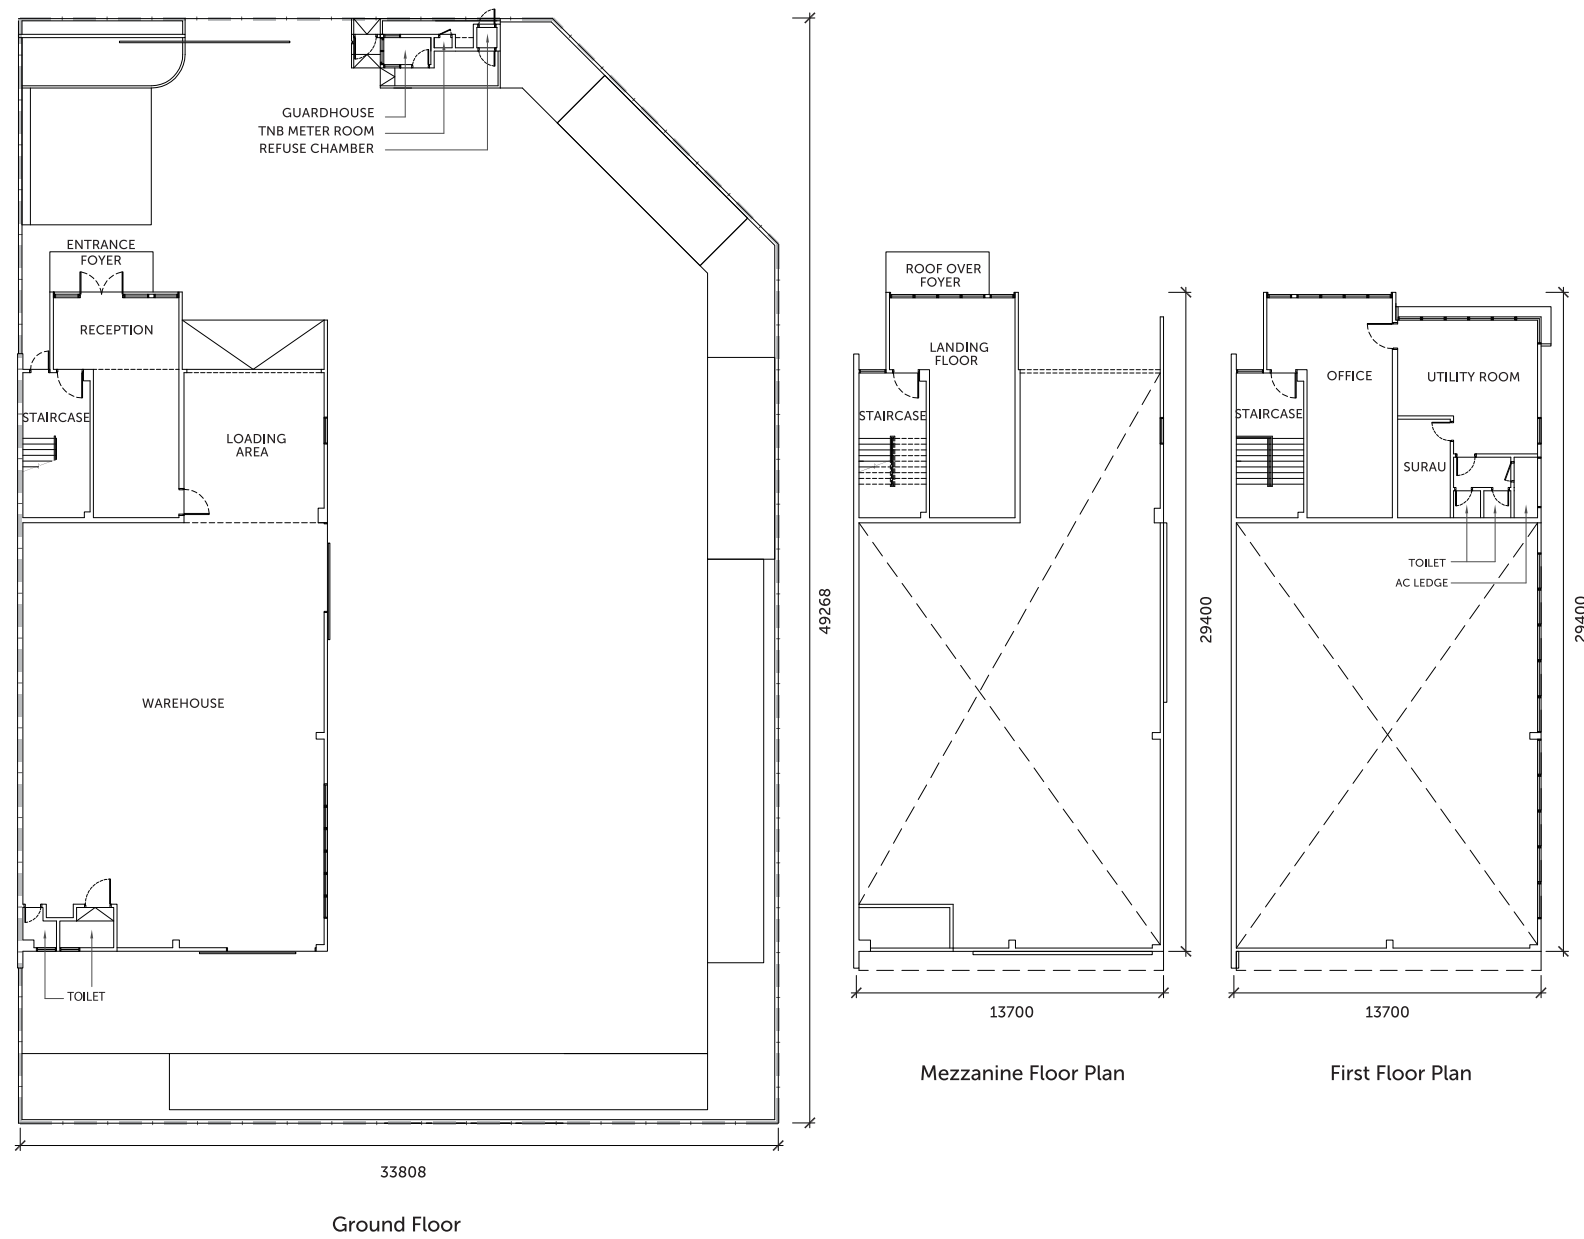 GUARDHOUSE
TNB METER ROOM
REFUSE CHAMBER
ENTRANCE
FOYER
RECEPTION
STAIRCASE
LOADING
AREA
WAREHOUSE
TOILET
49268
33808
Ground Floor
ROOF OVER
FOYER
LANDING
FLOOR
STAIRCASE
29400
13700
Mezzanine Floor Plan
OFFICE
UTILITY ROOM
STAIRCASE
SURAU
TOILET
AC LEDGE
29400
13700
First Floor Plan